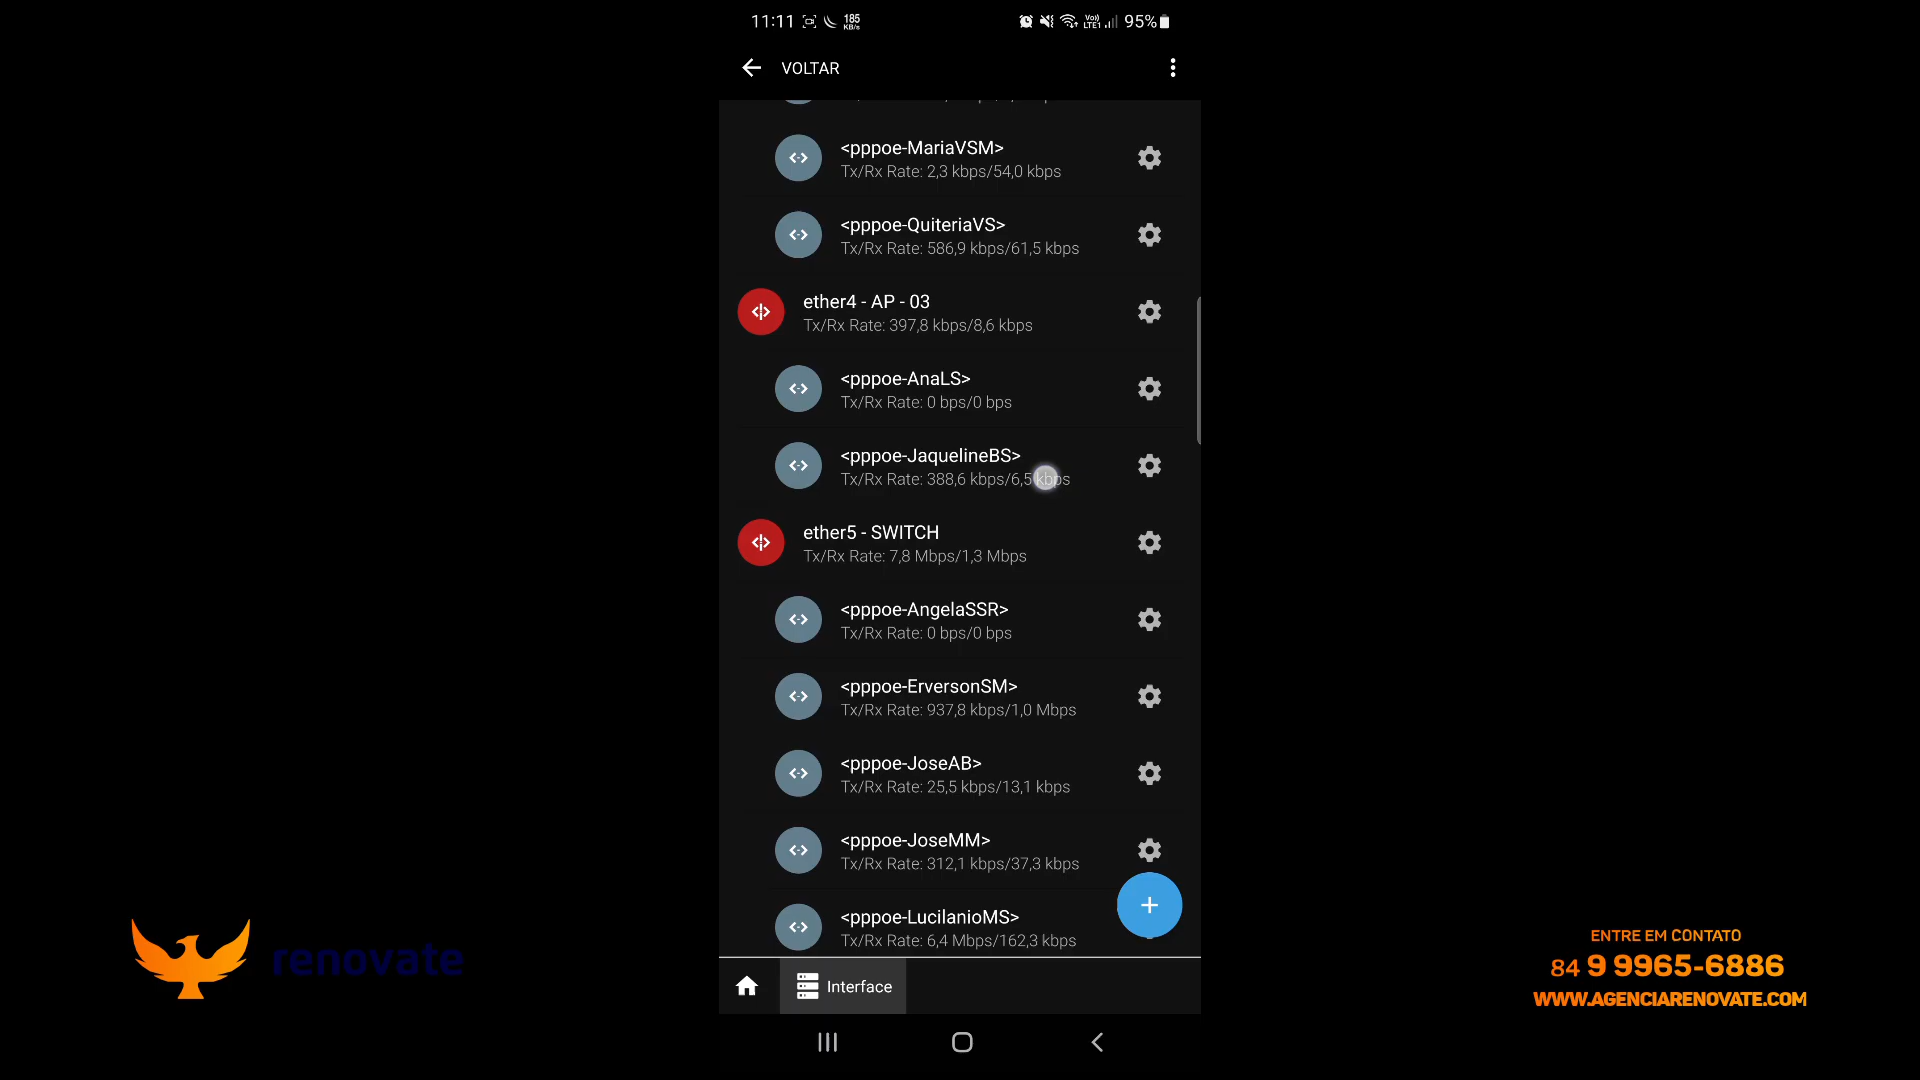 11:11 185 KB/s Vo) LTE1 95%
VOLTAR
<pppoe-MariaVSM>
Tx/Rx Rate: 2,3 kbps/54,0 kbps
<pppoe-QuiteriaVS>
Tx/Rx Rate: 586,9 kbps/61,5 kbps
ether4 - AP - 03
Tx/Rx Rate: 397,8 kbps/8,6 kbps
<pppoe-AnaLS>
Tx/Rx Rate: 0 bps/0 bps
<pppoe-JaquelineBS>
Tx/Rx Rate: 388,6 kbps/6,5 kbps
ether5 - SWITCH
Tx/Rx Rate: 7,8 Mbps/1,3 Mbps
<pppoe-AngelaSSR>
Tx/Rx Rate: 0 bps/0 bps
<pppoe-ErversonSM>
Tx/Rx Rate: 937,8 kbps/1,0 Mbps
<pppoe-JoseAB>
Tx/Rx Rate: 25,5 kbps/13,1 kbps
<pppoe-JoseMM>
Tx/Rx Rate: 312,1 kbps/37,3 kbps
<pppoe-LucilanioMS>
Tx/Rx Rate: 6,4 Mbps/162,3 kbps
Interface
renovate
ENTRE EM CONTATO
84 9 9965-6886
WWW.AGENCIARENOVATE.COM